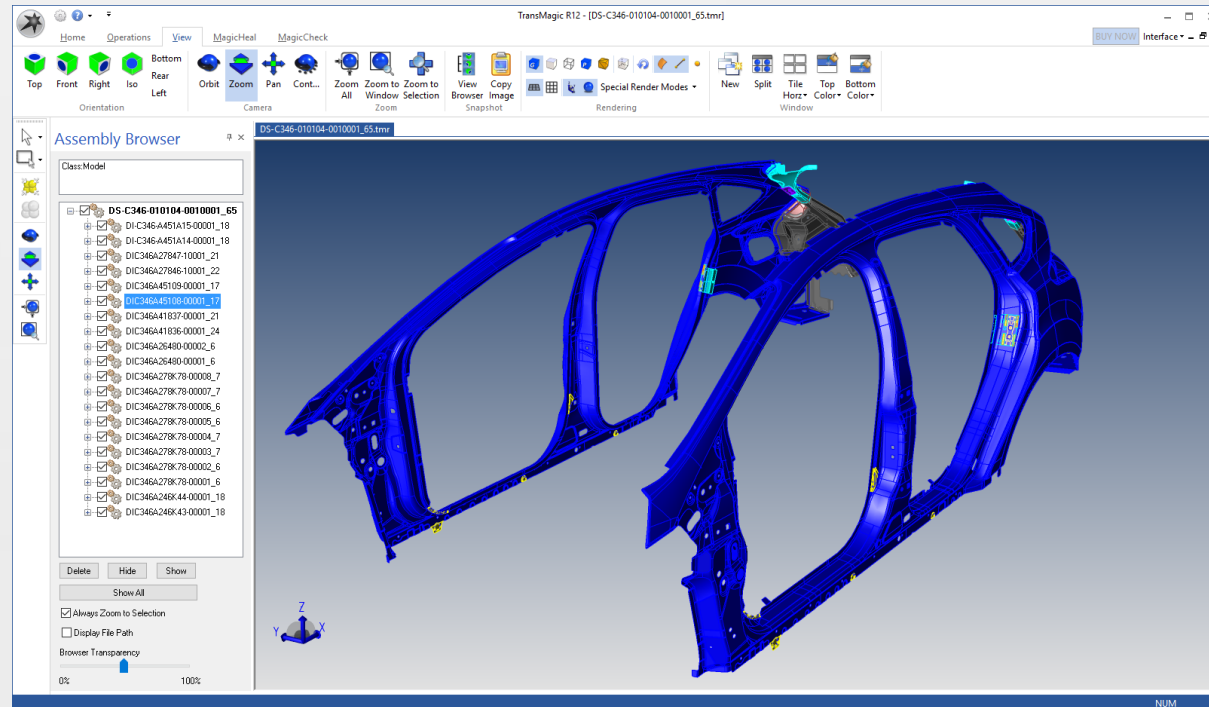 TransMagic R12 - [DS-C346-010104-0010001_65.tmr]
Home Operations View MagicHeal MagicCheck
BUY NOW Interface
Top Front Right Iso Bottom Rear Left
Orientation
Orbit Zoom Pan Cont...
Camera
Zoom All Zoom to Window Zoom to Selection
Zoom
View Browser Copy Image
Snapshot
Special Render Modes
Rendering
New Split Tile Horz Top Color Bottom Color
Window
Assembly Browser
DS-C346-010104-0010001_65.tmr
Class:Model
DS-C346-010104-0010001_65
DI-C346-A451A15-00001_18
DI-C346-A451A14-00001_18
DIC346A27847-10001_21
DIC346A27846-10001_22
DIC346A45109-00001_17
DIC346A45108-00001_17
DIC346A41837-00001_21
DIC346A41836-00001_24
DIC346A26480-00002_6
DIC346A26480-00001_6
DIC346A278K78-00008_7
DIC346A278K78-00007_7
DIC346A278K78-00006_6
DIC346A278K78-00005_6
DIC346A278K78-00004_7
DIC346A278K78-00003_7
DIC346A278K78-00002_6
DIC346A278K78-00001_6
DIC346A246K44-00001_18
DIC346A246K43-00001_18
Delete Hide Show
Show All
Always Zoom to Selection
Display File Path
Browser Transparency
0% 100%
Z
Y X
NUM